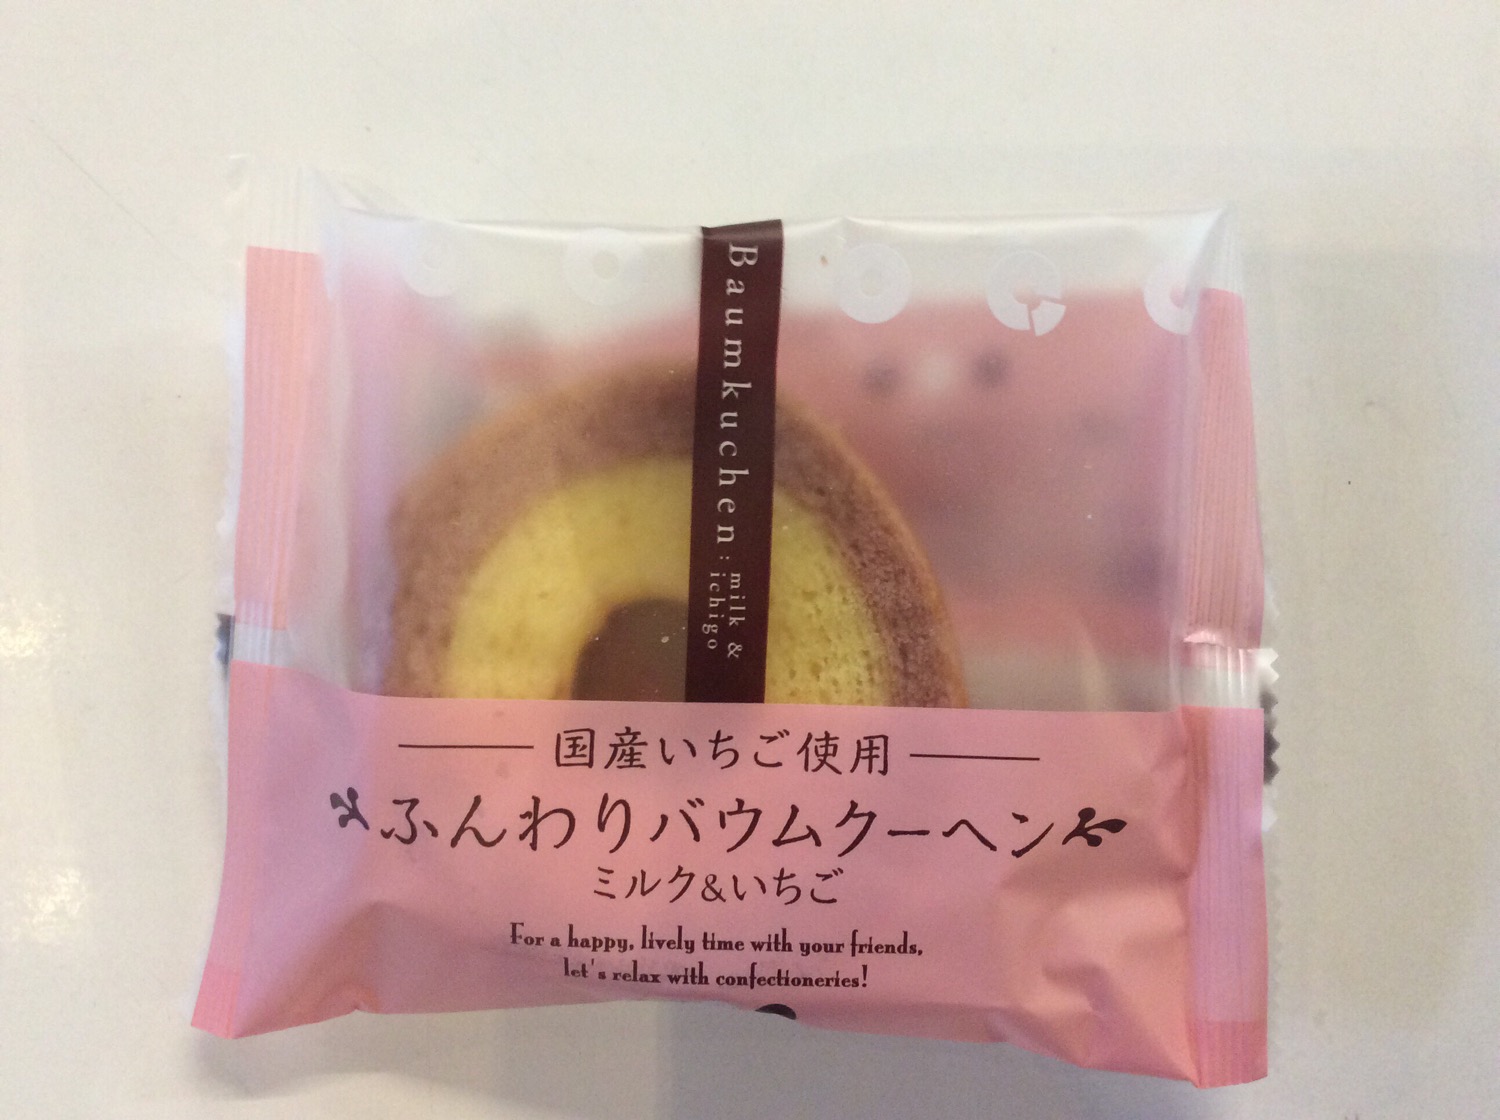 Baumkuchen: milk &
ichigo
国産いちご使用
ふんわりバウムクーヘン
ミルク&いちご
For a happy, lively time with your friends,
let's relax with confectioneries!